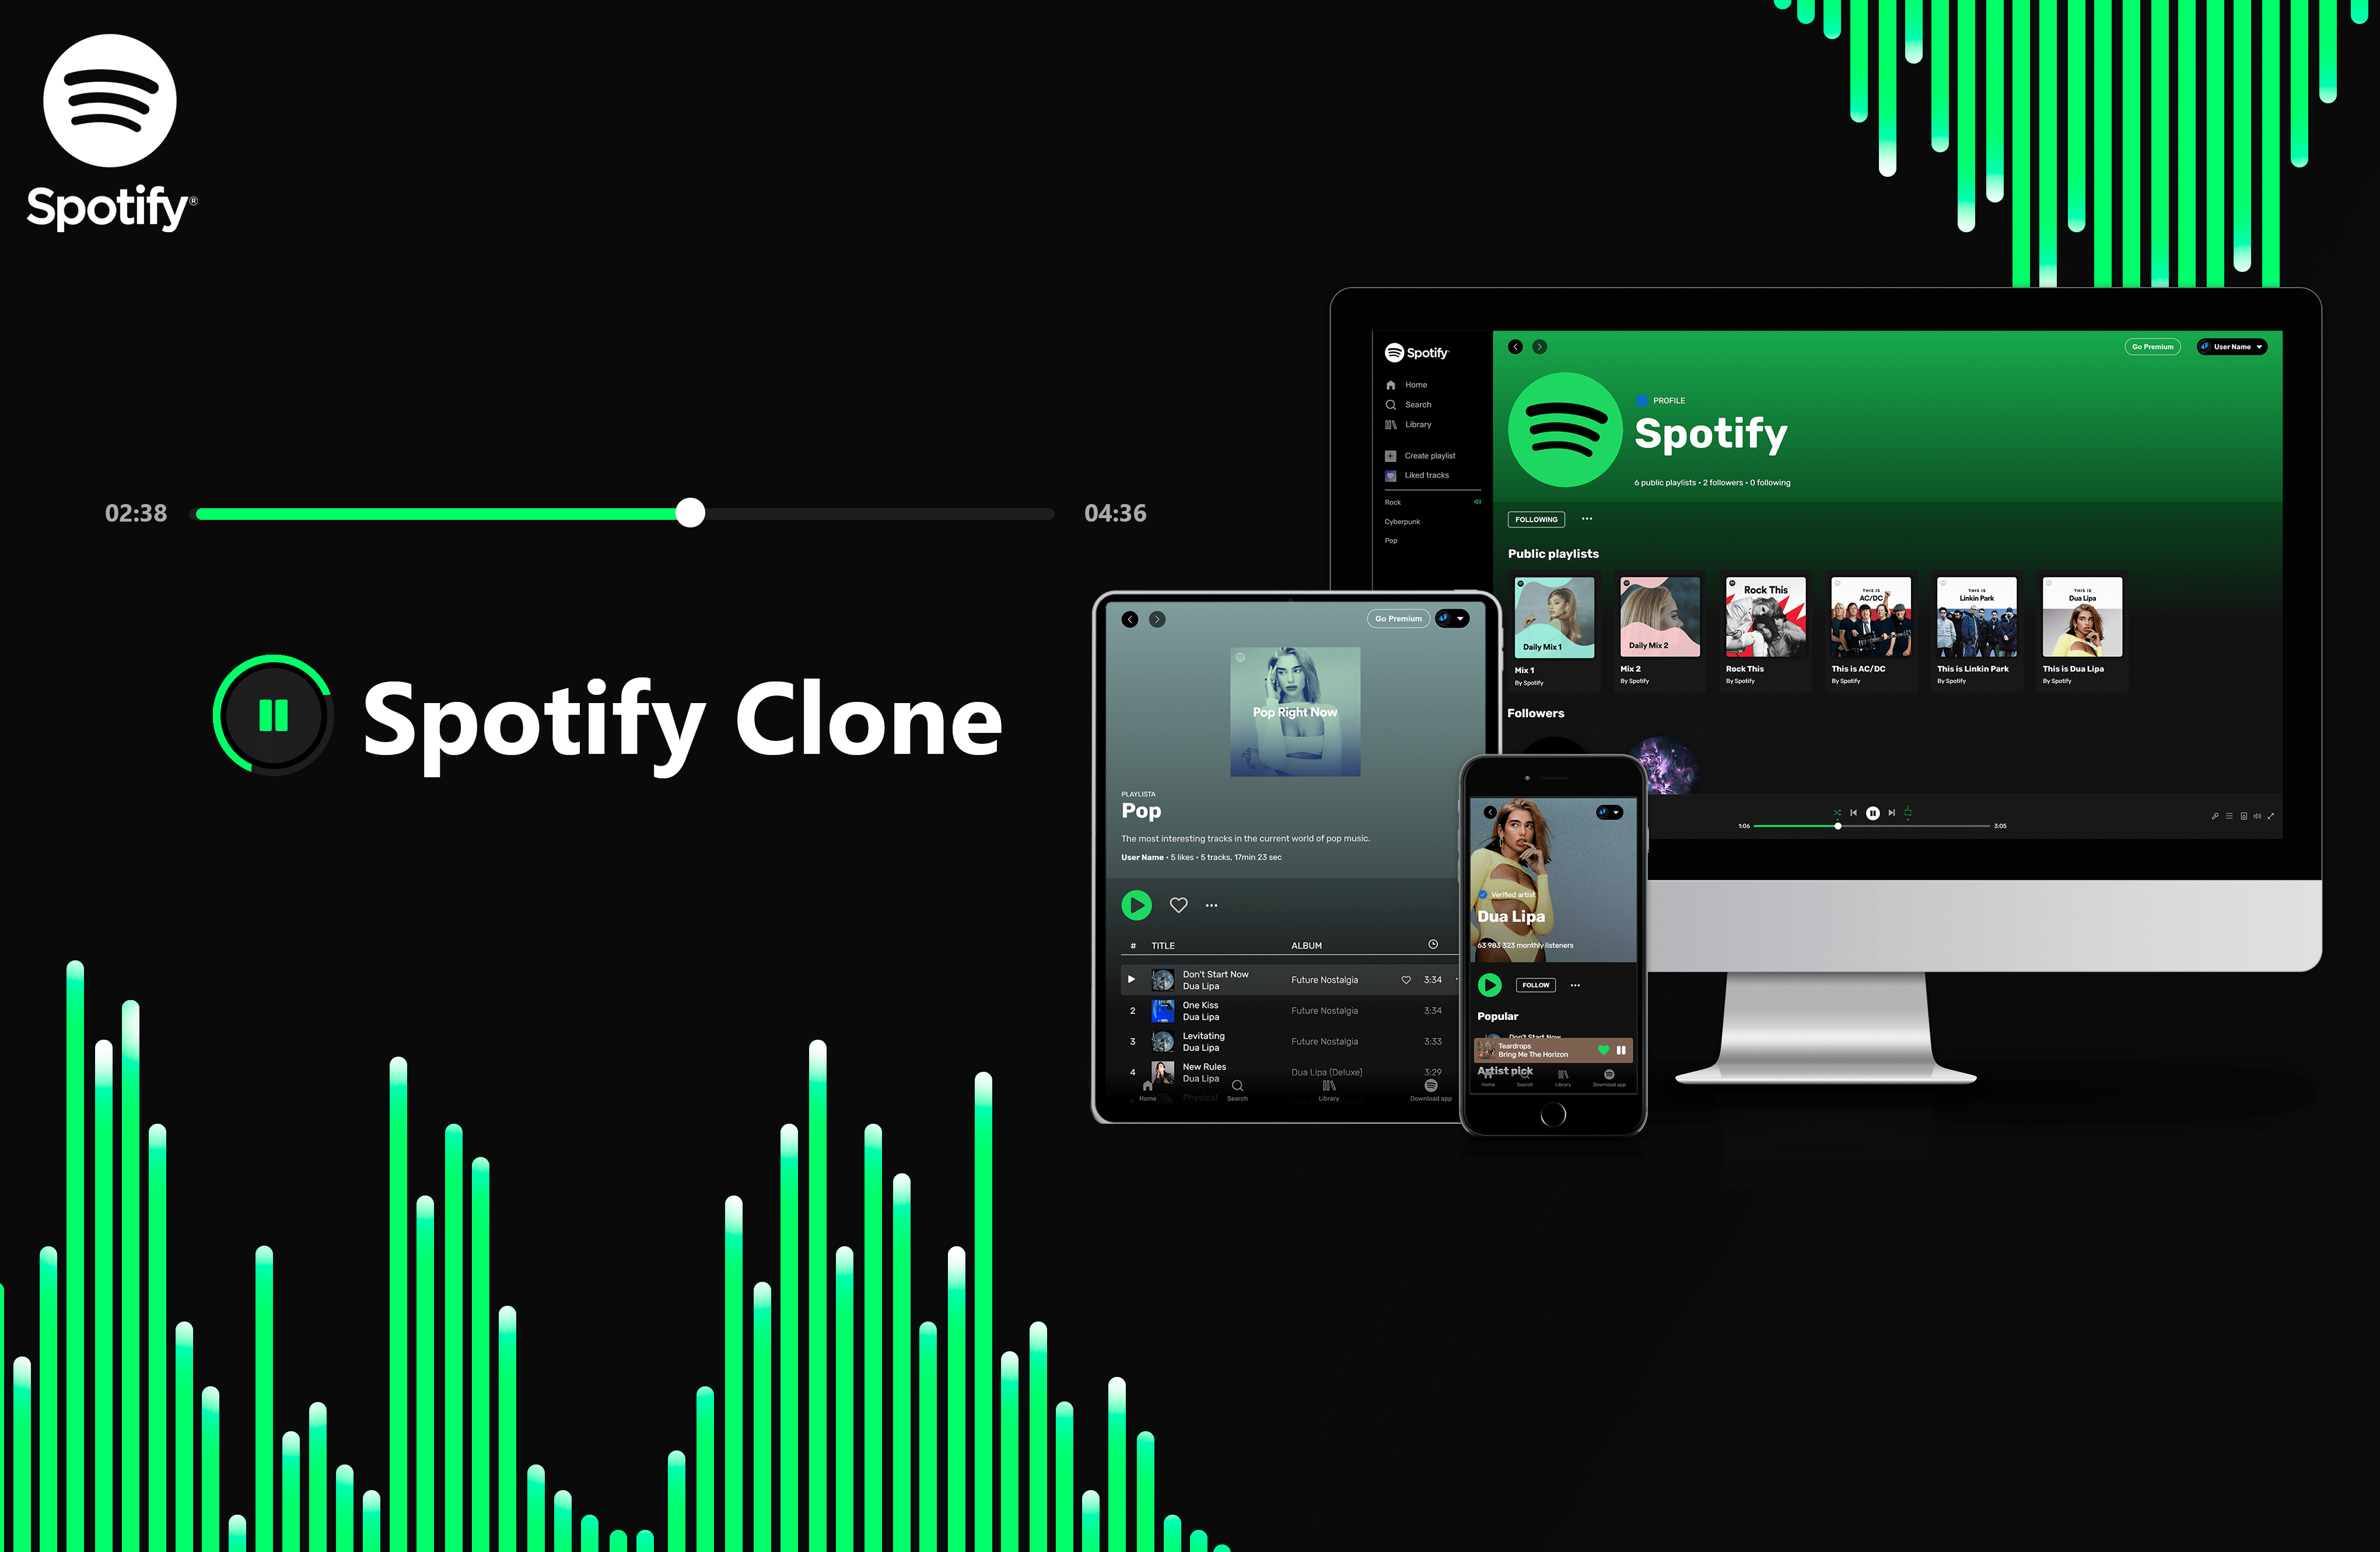 Spotify®
02:38
04:36
Spotify Clone
Spotify
Home
Search
Library
Create playlist
Liked tracks
Rock
Cyberpunk
Pop
Go Premium
User Name
PROFILE
Spotify
6 public playlists • 2 followers • 0 following
FOLLOWING
Public playlists
Daily Mix 1
Mix 1
By Spotify
Daily Mix 2
Mix 2
By Spotify
Rock This
Rock This
By Spotify
THIS IS
AC/DC
This is AC/DC
By Spotify
THIS IS
Linkin Park
This is Linkin Park
By Spotify
THIS IS
Dua Lipa
This is Dua Lipa
By Spotify
Followers
1:06
3:05
Go Premium
Pop Right Now
PLAYLISTA
Pop
The most interesting tracks in the current world of pop music.
User Name • 5 likes • 5 tracks, 17min 23 sec
# TITLE ALBUM
Don't Start Now
Dua Lipa
Future Nostalgia
3:34
2
One Kiss
Dua Lipa
Future Nostalgia
3:34
3
Levitating
Dua Lipa
Future Nostalgia
3:33
4
New Rules
Dua Lipa
Dua Lipa (Deluxe)
3:29
Physical
Home
Search
Library
Download app
Verified artist
Dua Lipa
63 983 323 monthly listeners
FOLLOW
Popular
Don't Start Now
Teardrops
Bring Me The Horizon
Artist pick
Home
Search
Library
Download app